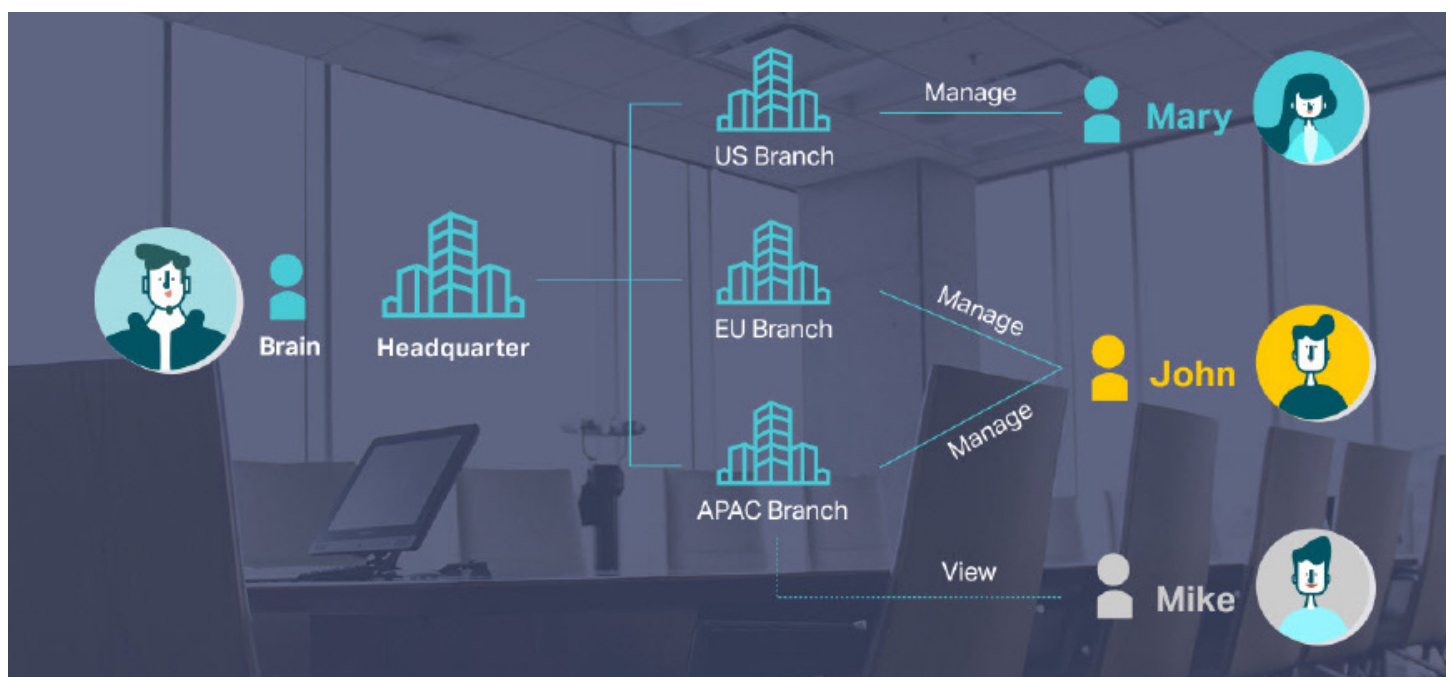 Manage
Mary
US Branch
Brain
Headquarter
EU Branch
Manage
John
Manage
APAC Branch
View
Mike